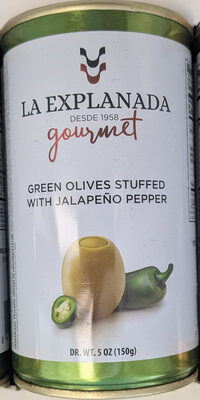 LA EXPLANADA
DESDE 1958
gourmet
GREEN OLIVES STUFFED
WITH JALAPEÑO PEPPER
DR. WT. 5 OZ (150g)